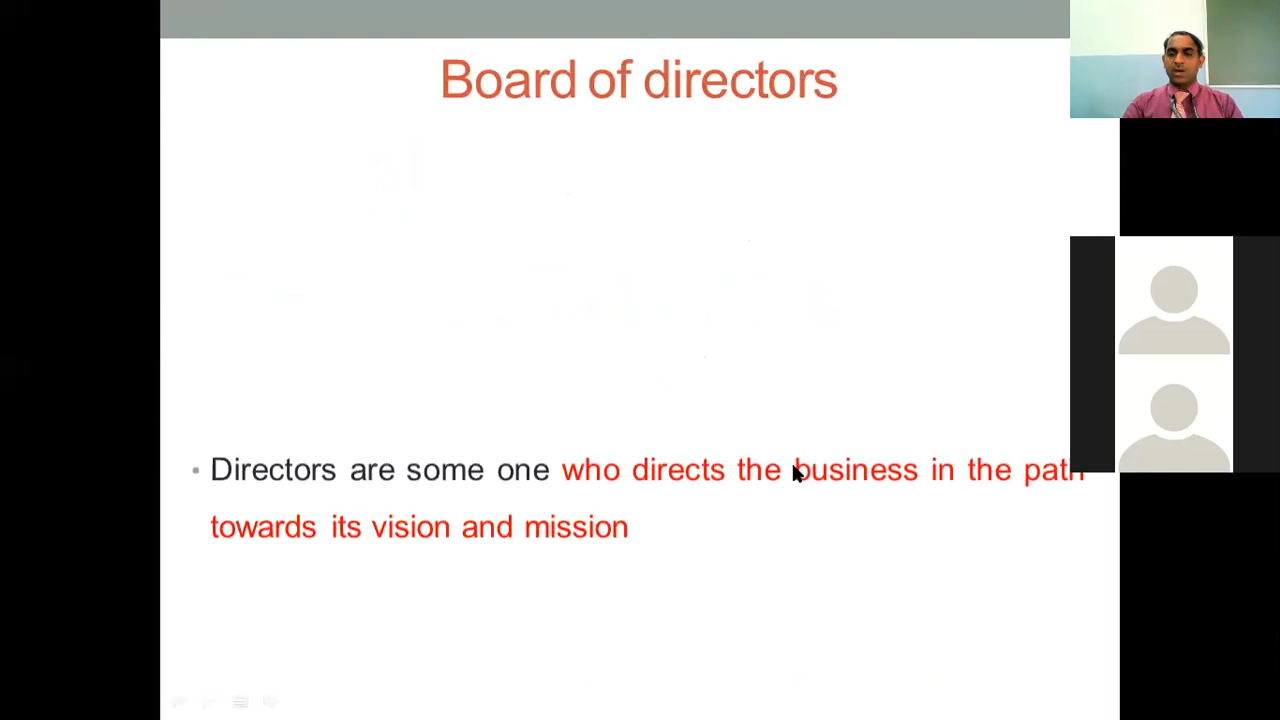 Board of directors
• Directors are some one who directs the business in the path
towards its vision and mission